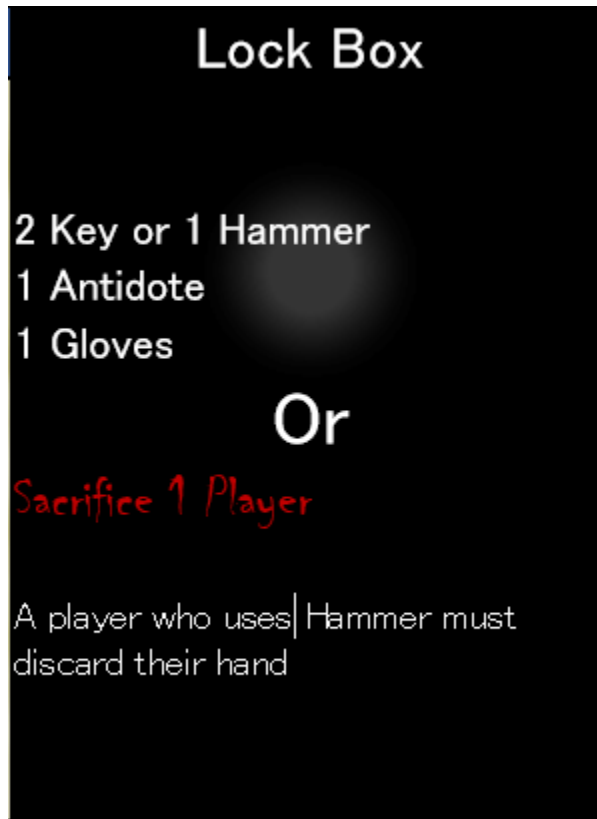 Lock Box
2 Key or 1 Hammer
1 Antidote
1 Gloves
Or
Sacrifice 1 Player
A player who uses Hammer must
discard their hand